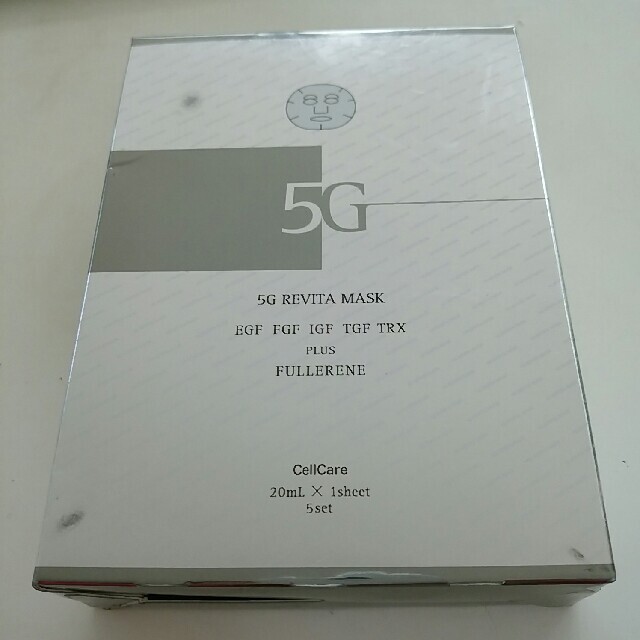 5G
5G REVITA MASK
EGF FGF IGF TGF TRX
PLUS
FULLERENE
CellCare
20mL × 1sheet
5set